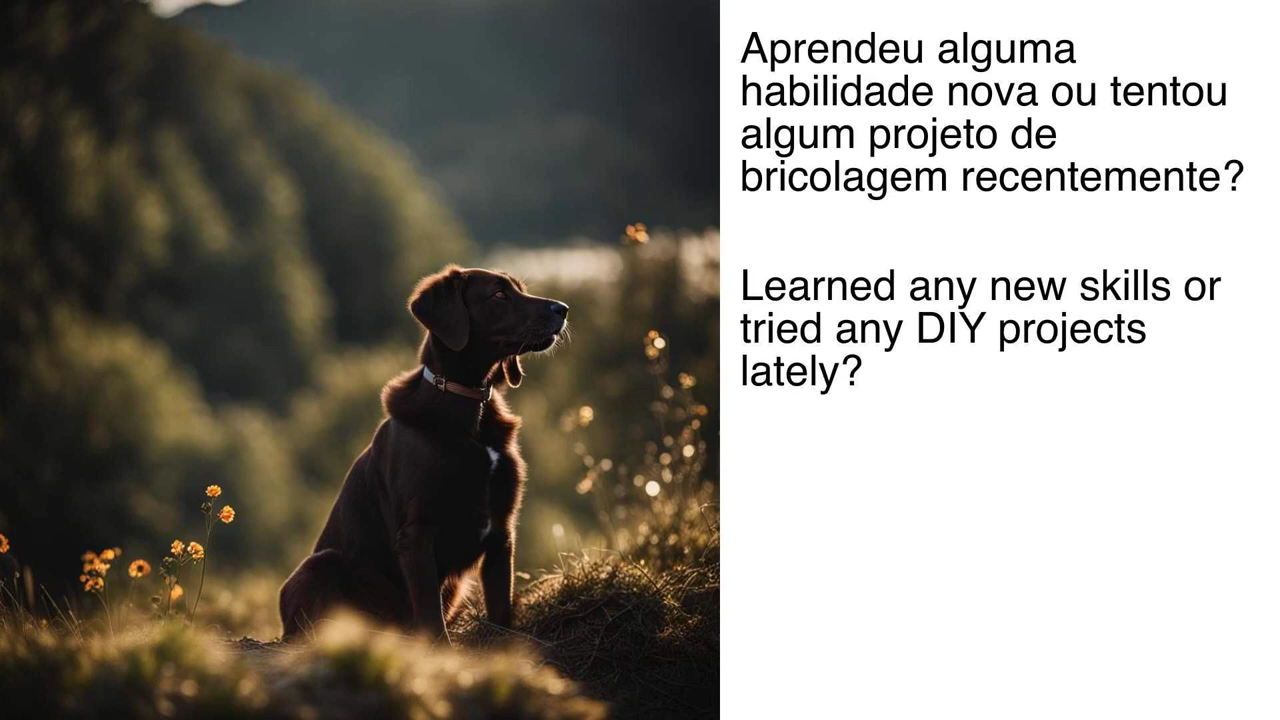 Aprendeu alguma
habilidade nova ou tentou
algum projeto de
bricolagem recentemente?
Learned any new skills or
tried any DIY projects
lately?